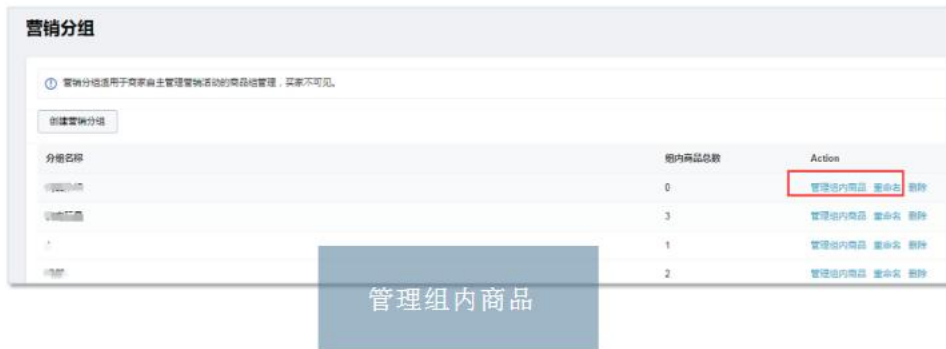 营销分组
营销分组适用于商家自主管理营销活动的商品组管理，买家不可见。
创建营销分组
分组名称 组内商品总数 Action
0 管理组内商品 重命名 删除
3 管理组内商品 重命名 删除
1 管理组内商品 重命名 删除
2 管理组内商品 重命名 删除
管理组内商品